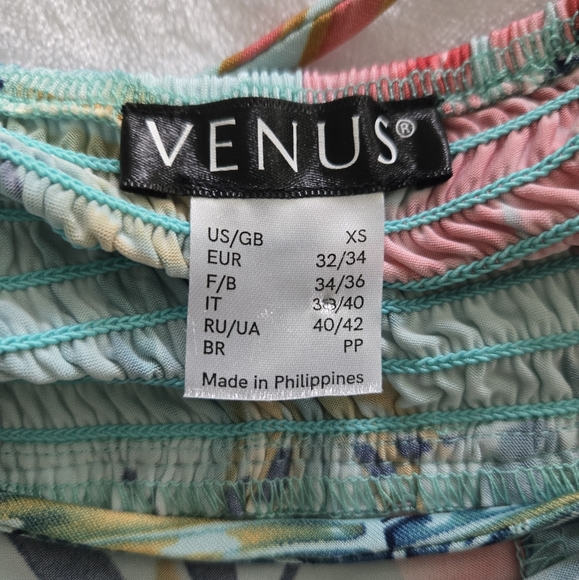 VENUS®
US/GB XS
EUR 32/34
F/B 34/36
IT 38/40
RU/UA 40/42
BR PP
Made in Philippines